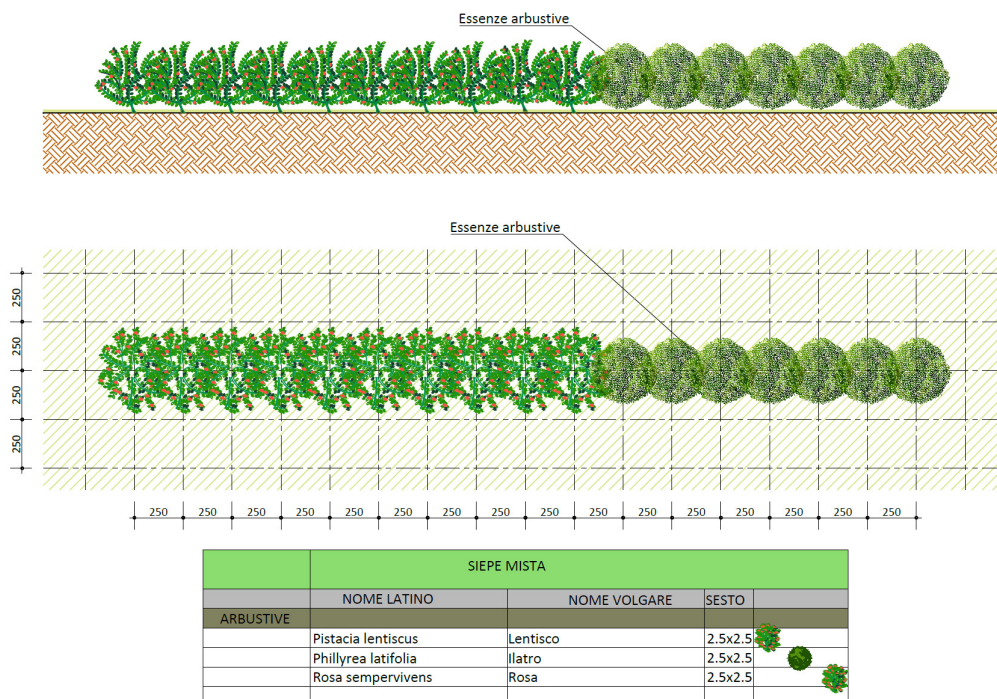 Essenze arbustive
Essenze arbustive
250
250
250
250
250 250 250 250 250 250 250 250 250 250 250 250 250 250 250 250
SIEPE MISTA
NOME LATINO NOME VOLGARE SESTO
ARBUSTIVE
Pistacia lentiscus Lentisco 2.5x2.5
Phillyrea latifolia Ilatro 2.5x2.5
Rosa sempervivens Rosa 2.5x2.5